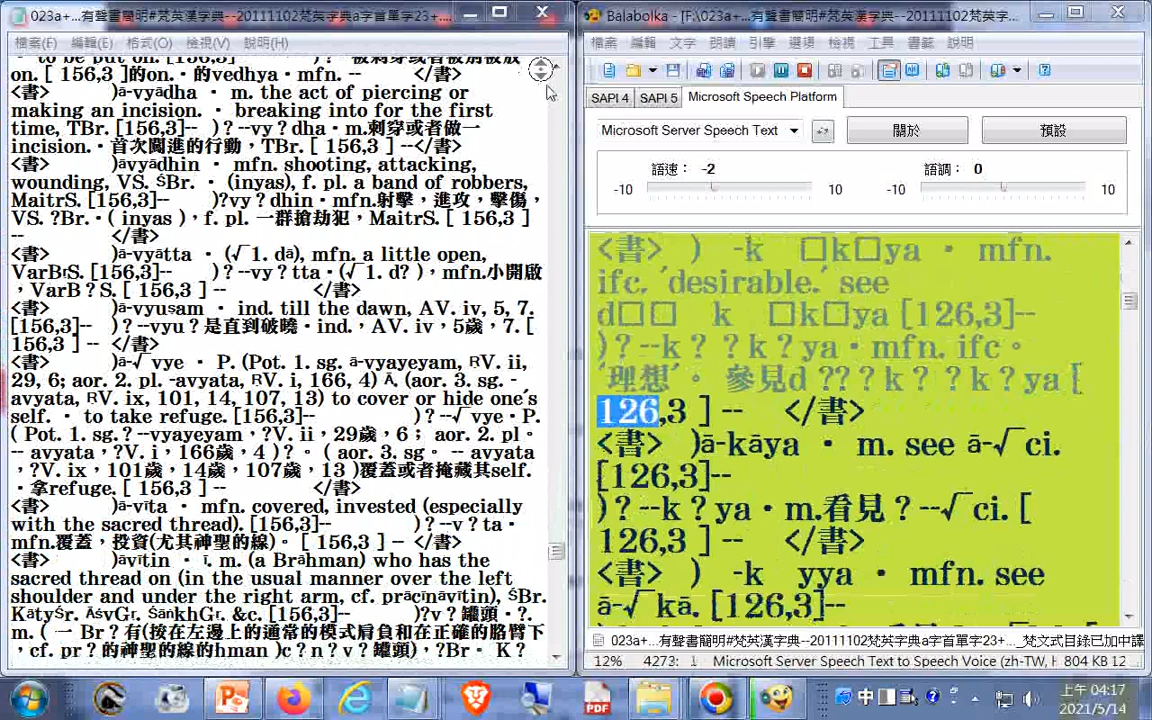 023a+...有聲書簡明#梵英漢字典--20111102梵英字典a字首單字23+...
檔案(F) 編輯(E) 格式(O) 檢視(V) 說明(H)
on. [ 156,3 ]的on.‧的vedhya‧mfn. -- </書>
<書> )ā-vyādha ‧ m. the act of piercing or
making an incision. ‧ breaking into for the first
time, TBr. [156,3]-- )?--vy?dha‧m.刺穿或者做一
incision.‧首次闖進的行動，TBr. [ 156,3 ] --</書>
<書> )āvyādhin ‧ mfn. shooting, attacking,
wounding, VS. ŚBr. ‧ (inyas), f. pl. a band of robbers,
MaitrS. [156,3]-- )?vy?dhin‧mfn.射擊，進攻，擊傷，
VS. ?Br.‧( inyas )，f. pl. 一群搶劫犯，MaitrS. [ 156,3 ]
-- </書>
<書> )ā-vyātta ‧ (√ 1. dā), mfn. a little open,
VarBṛS. [156,3]-- )?--vy?tta‧(√ 1. d?)，mfn.小開啟
，VarB?S. [ 156,3 ] -- </書>
<書> )ā-vyuṣam ‧ ind. till the dawn, AV. iv, 5, 7.
[156,3]-- )?--vyu?是直到破曉‧ind.，AV. iv，5歲，7. [
156,3 ] -- </書>
<書> )ā-√vye ‧ P. (Pot. 1. sg. ā-vyayeyam, RV. ii,
29, 6; aor. 2. pl. -avyata, RV. i, 166, 4) Ā. (aor. 3. sg. -
avyata, RV. ix, 101, 14, 107, 13) to cover or hide one's
self. ‧ to take refuge. [156,3]-- )?--√vye‧P.
( Pot. 1. sg.?--vyayeyam，?V. ii，29歲，6； aor. 2. pl。
-- avyata，?V. i，166歲，4 )?。( aor. 3. sg。 -- avyata
，?V. ix，101歲，14歲，107歲，13 )覆蓋或者掩藏其self.
‧拿refuge. [ 156,3 ] -- </書>
<書> )ā-vīta ‧ mfn. covered, invested (especially
with the sacred thread). [156,3]-- )?--v?ta‧
mfn.覆蓋，投資(尤其神聖的線)。 [ 156,3 ] -- </書>
<書> )āvītin ‧ ī, m. (a Brāhman) who has the
sacred thread on (in the usual manner over the left
shoulder and under the right arm, cf. prācīnāvītin), ŚBr.
KātyŚr. ĀśvGṛ. ŚāṅkhGṛ. &c. [156,3]-- )?v?罐頭‧?.
m. ( 一 Br?有(按在左邊上的通常的模式肩負和在正確的胳臂下
，cf. pr?的神聖的線的hman )c?n?v?罐頭)，?Br‧ K?
Balabolka - [F:\023a+...有聲書簡明#梵英漢字典--20111102梵英字...
檔案 編輯 文字 朗讀 引擎 選項 檢視 工具 書籤 說明
SAPI 4 SAPI 5 Microsoft Speech Platform
Microsoft Server Speech Text 關於 預設
語速： -2 語調： 0
-10 10 -10 10
<書> ) -k □k□ya ‧ mfn.
ifc. 'desirable.' see
d□□ k □k□ya [126,3]--
)?--k??k?ya‧mfn. ifc。
'理想'。 參見d???k??k?ya [
126,3 ] -- </書>
<書> )ā-kāya ‧ m. see ā-√ci.
[126,3]--
)?--k?ya‧m.看見?--√ci. [
126,3 ] -- </書>
<書> ) -k yya ‧ mfn. see
ā-√kā. [126,3]--
023a+...有聲書簡明#梵英漢字典--20111102梵英字典a字首單字23+..._梵文式目錄已加中譯
12% 4273: 1 Microsoft Server Speech Text to Speech Voice (zh-TW, H 804 KB 12
中
上午 04:17
2021/5/14